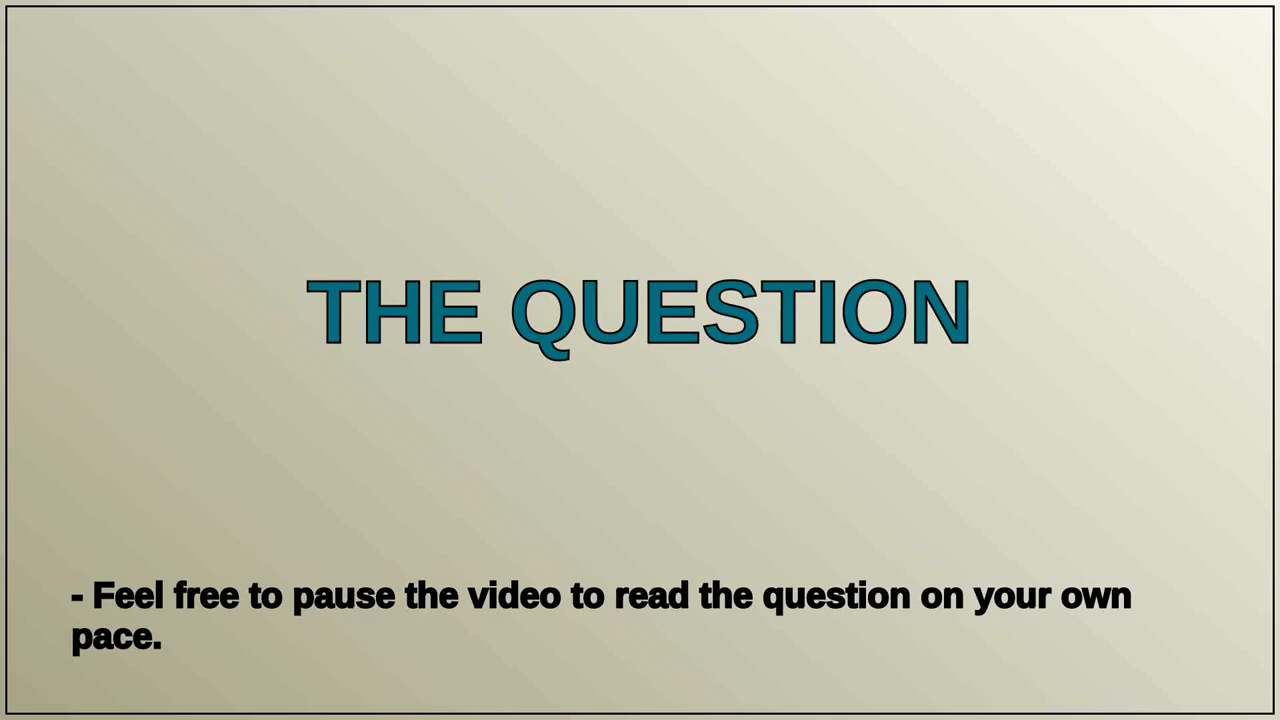 THE QUESTION
- Feel free to pause the video to read the question on your own
pace.